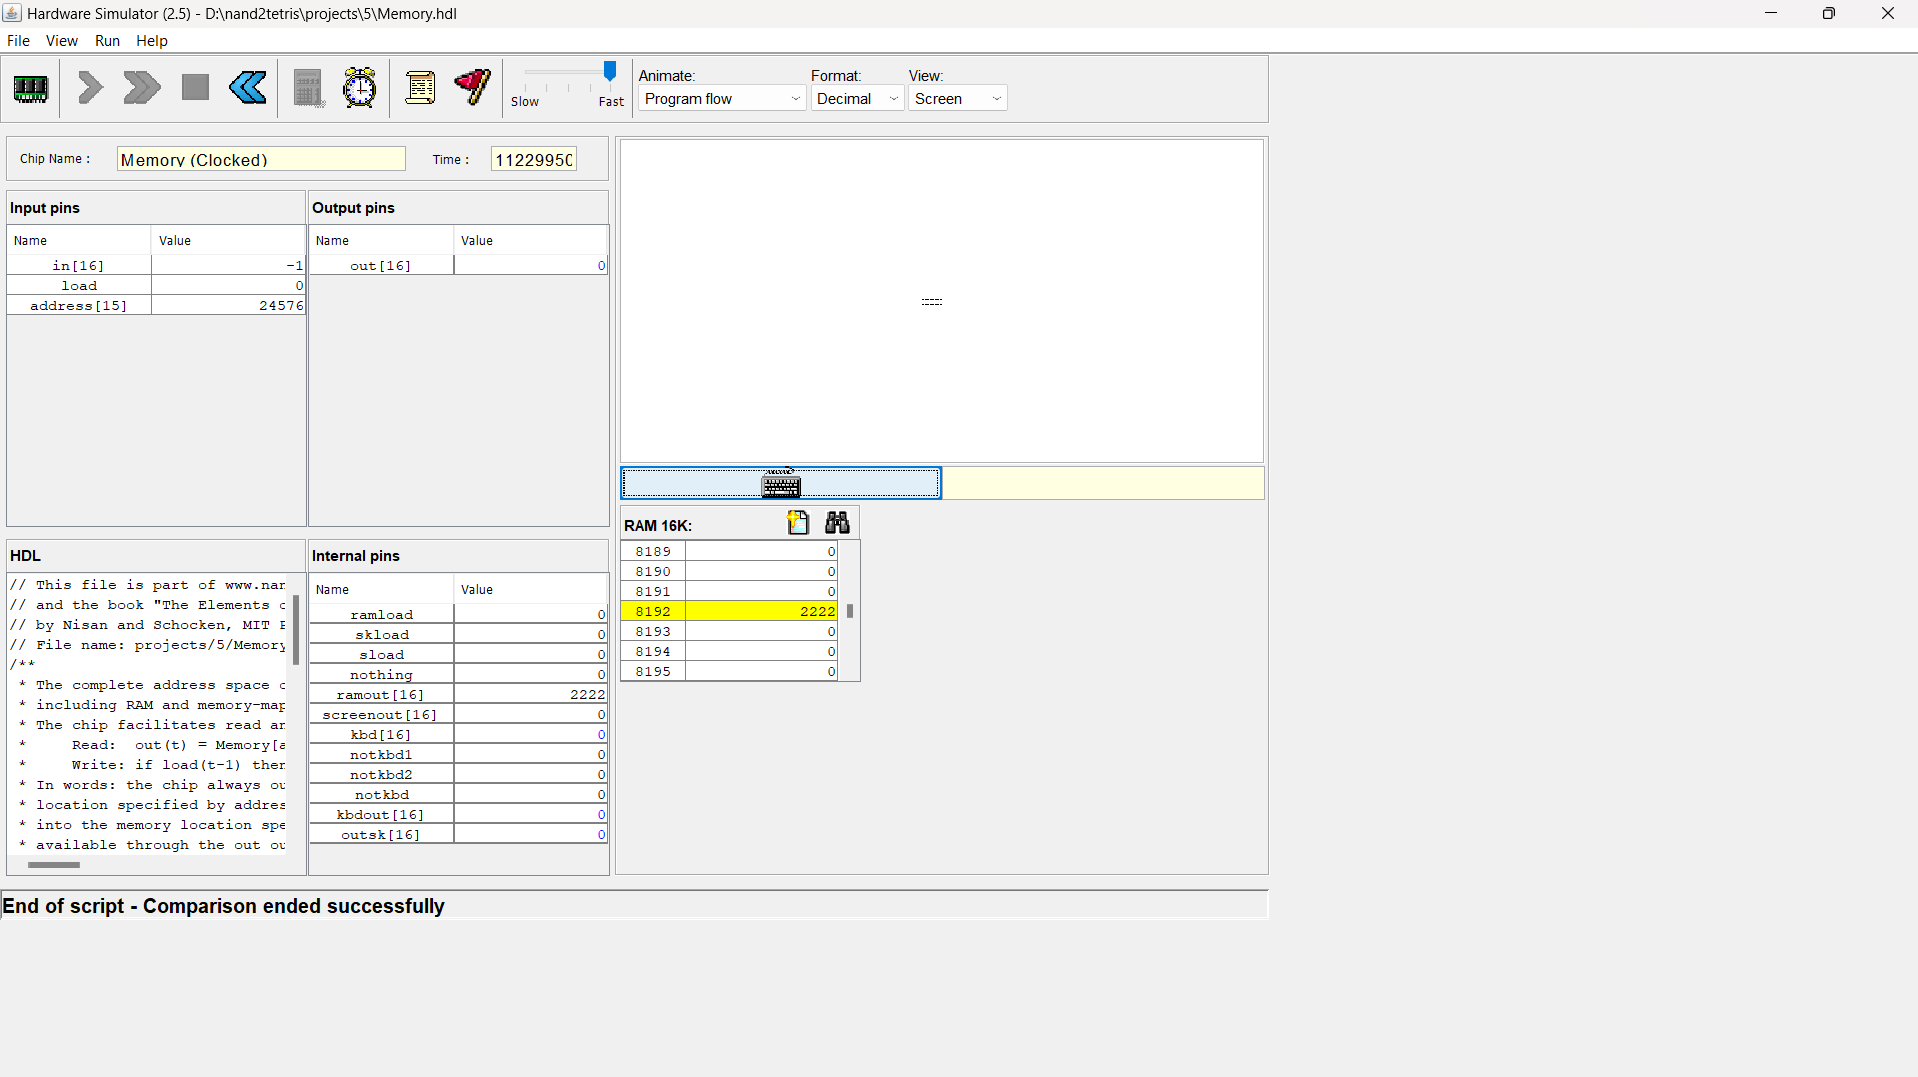 Hardware Simulator (2.5) - D:\nand2tetris\projects\5\Memory.hdl
File View Run Help
Animate: Format: View:
Slow Fast Program flow Decimal Screen
Chip Name : Memory (Clocked) Time : 1122995
Input pins
Name Value
in[16] -1
load 0
address[15] 24576
Output pins
Name Value
out[16] 0
HDL
// This file is part of www.nan
// and the book "The Elements
// by Nisan and Schocken, MIT
// File name: projects/5/Memory
/**
* The complete address space
* including RAM and memory-map
* The chip facilitates read an
* Read: out(t) = Memory[a
* Write: if load(t-1) then
* In words: the chip always ou
* location specified by addres
* into the memory location spe
* available through the out ou
Internal pins
Name Value
ramload 0
skload 0
sload 0
nothing 0
ramout[16] 2222
screenout[16] 0
kbd[16] 0
notkbd1 0
notkbd2 0
notkbd 0
kbdout[16] 0
outsk[16] 0
RAM 16K:
8189 0
8190 0
8191 0
8192 2222
8193 0
8194 0
8195 0
End of script - Comparison ended successfully